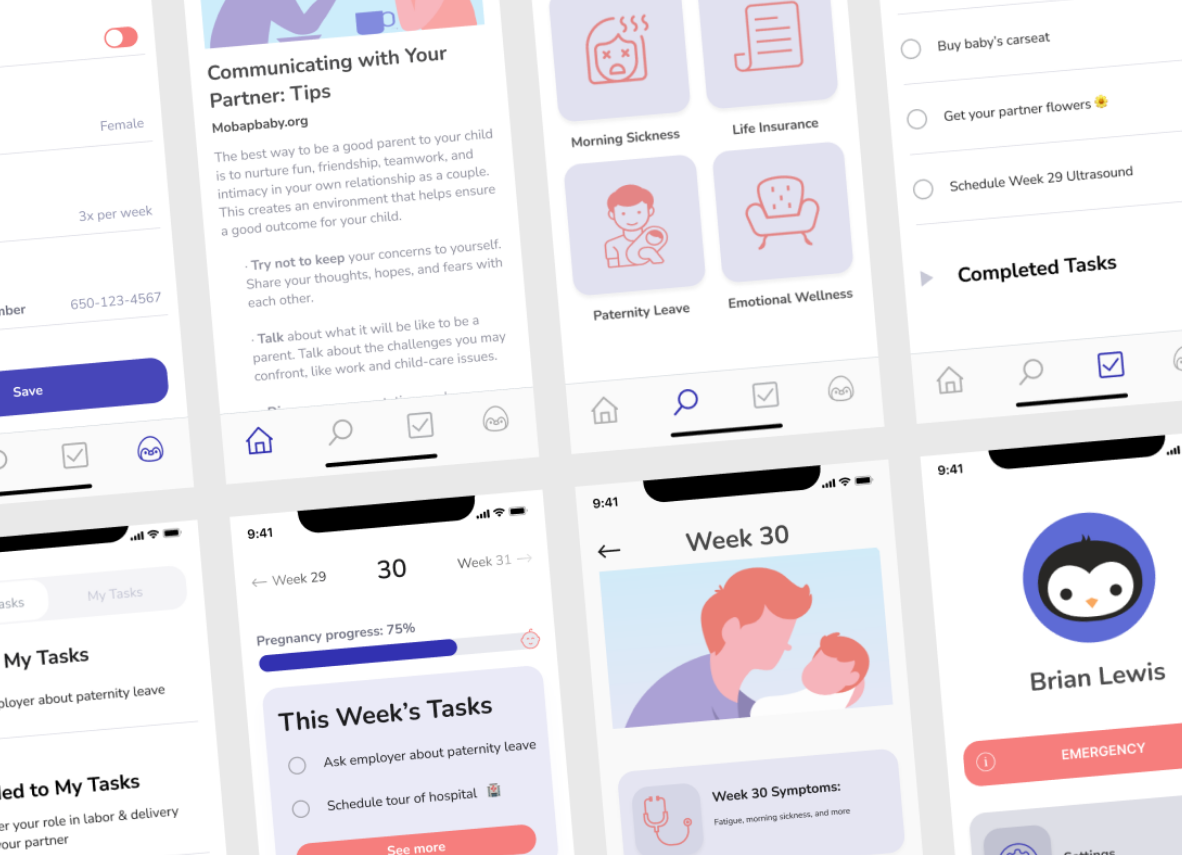 Female
3x per week
650-123-4567
Save
Communicating with Your
Partner: Tips
Mobapbaby.org
The best way to be a good parent to your child
is to nurture fun, friendship, teamwork, and
intimacy in your own relationship as a couple.
This creates an environment that helps ensure
a good outcome for your child.
· Try not to keep your concerns to yourself.
Share your thoughts, hopes, and fears with
each other.
· Talk about what it will be like to be a
parent. Talk about the challenges you may
confront, like work and child-care issues.
Morning Sickness
Life Insurance
Paternity Leave
Emotional Wellness
Buy baby's carseat
Get your partner flowers 🌻
Schedule Week 29 Ultrasound
Completed Tasks
My Tasks
My Tasks
about paternity leave
to My Tasks
your role in labor & delivery
partner
9:41
← Week 29
30
Week 31 →
Pregnancy progress: 75%
This Week's Tasks
Ask employer about paternity leave
Schedule tour of hospital 🏥
See more
9:41
Week 30
Week 30 Symptoms:
Fatigue, morning sickness, and more
9:41
Brian Lewis
EMERGENCY
Settings